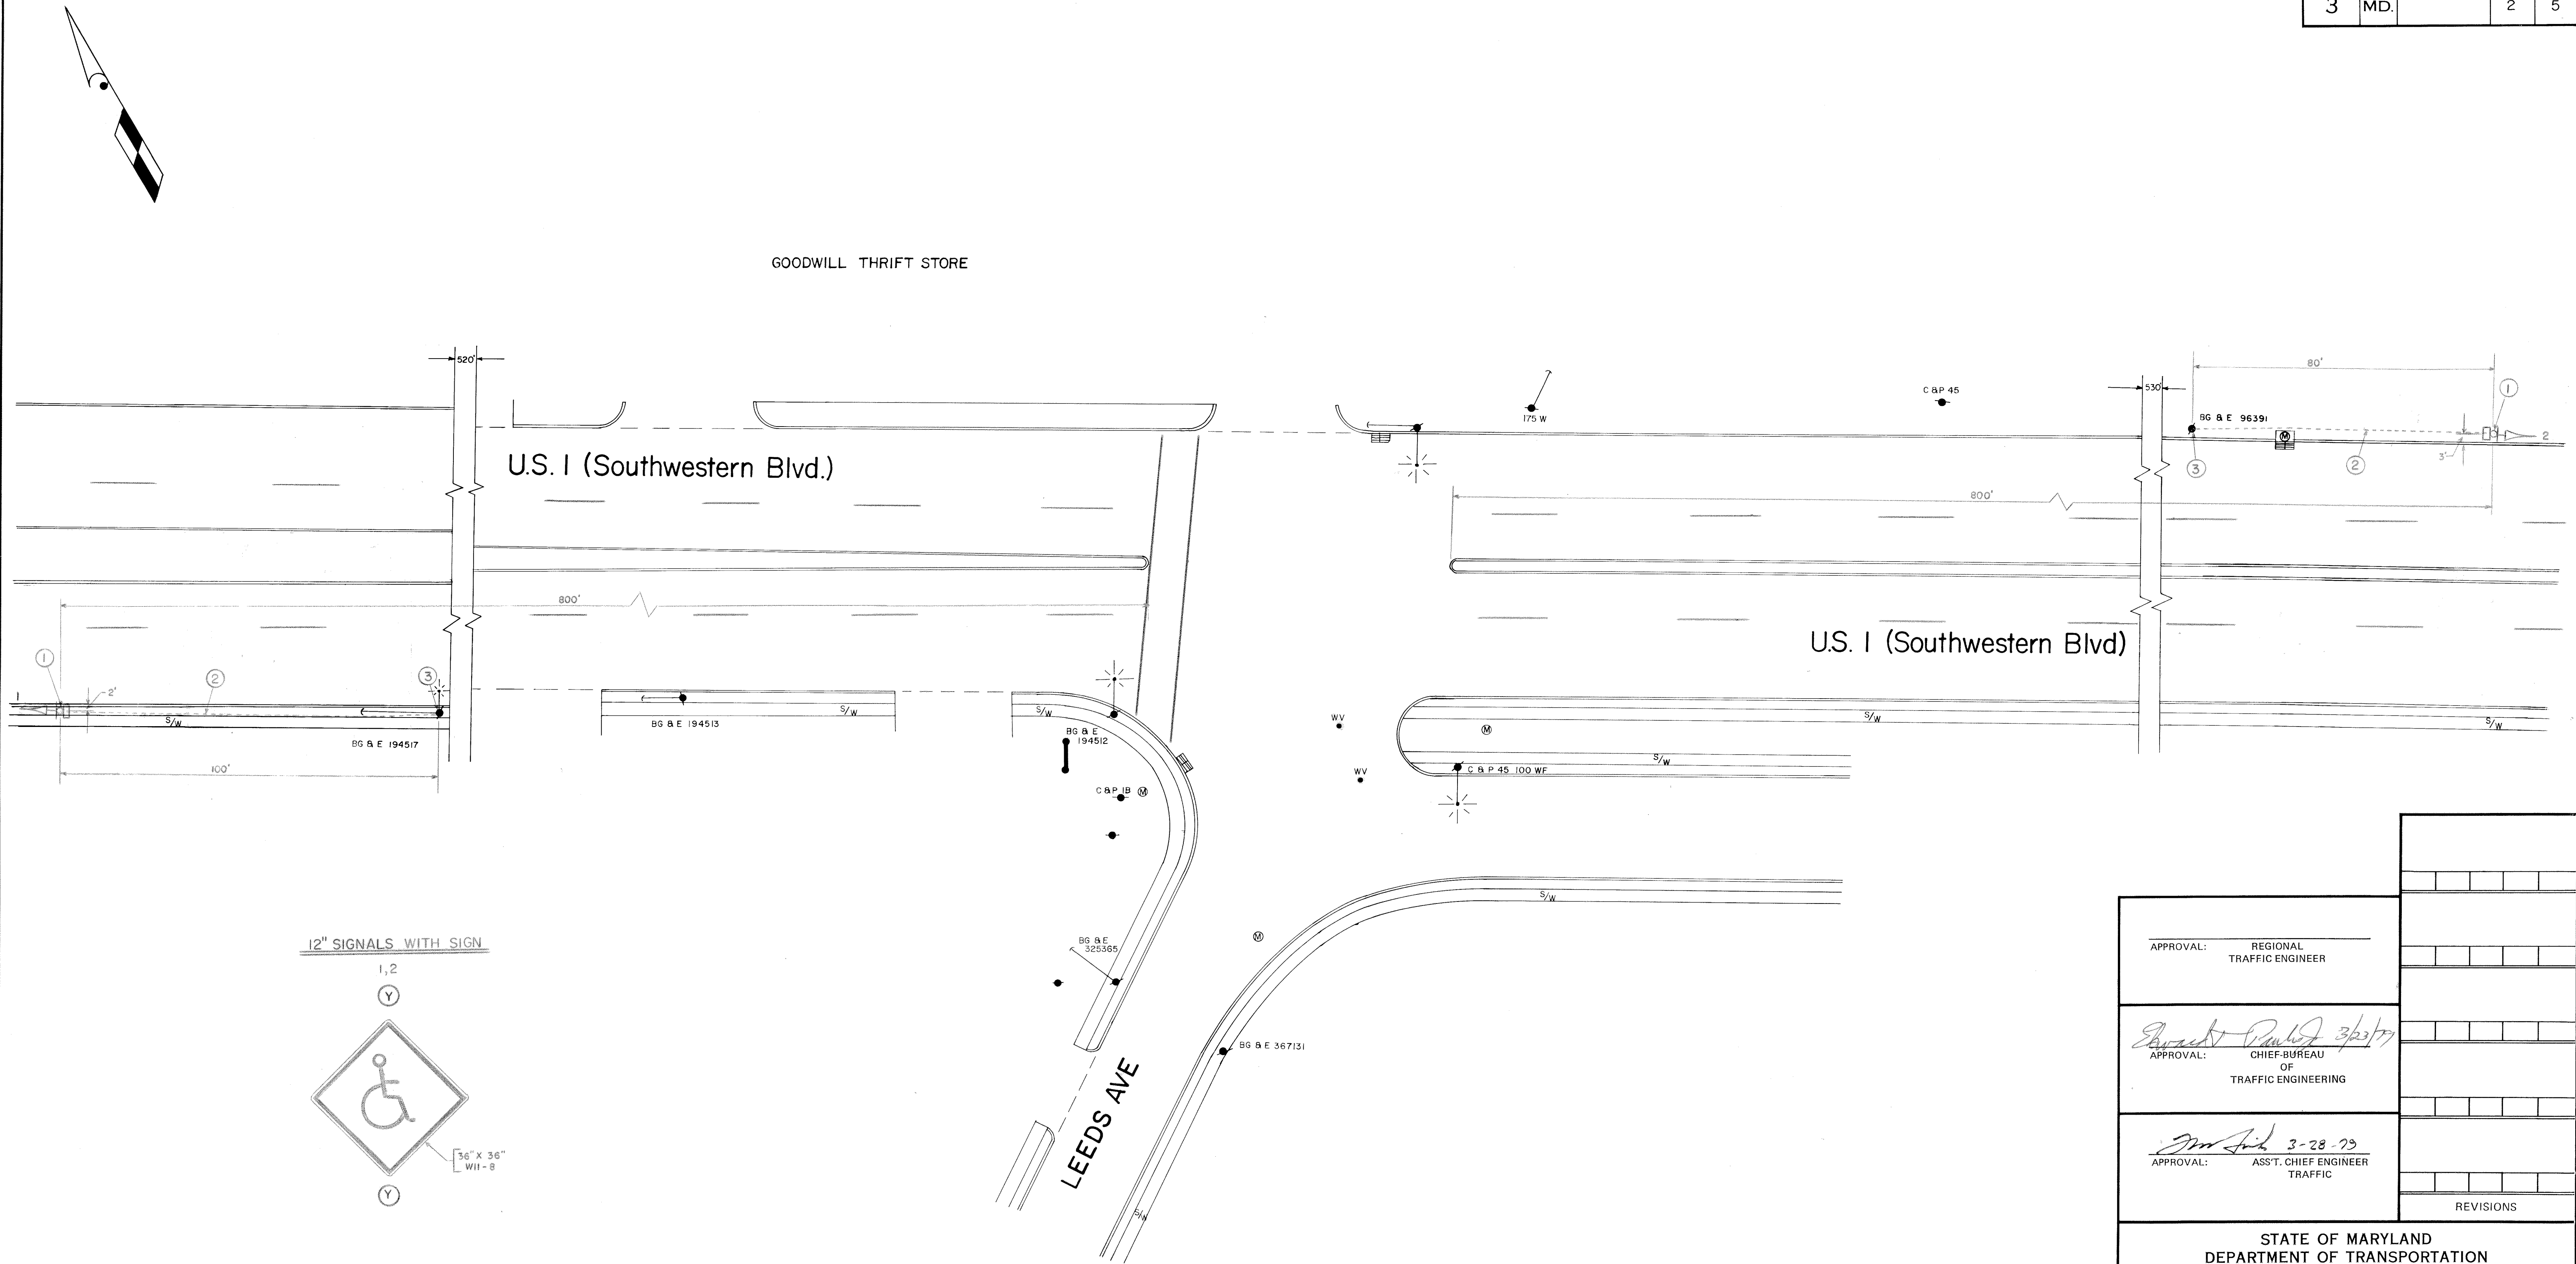 3 MD. 2 5
GOODWILL THRIFT STORE
520'
80'
C & P 45
530'
1
175 W
BG & E 96391
2
3'
3
2
U.S. 1 (Southwestern Blvd.)
800'
800'
U.S. 1 (Southwestern Blvd)
1
2
3
1
2'
S/W
BG & E 194517
100'
BG & E 194513
S/W
S/W
BG & E
194512
C & P 1B
M
WV
WV
M
S/W
S/W
S/W
C & P 45 100 WF
S/W
M
BG & E
325365
BG & E 367131
LEEDS AVE
S/W
12" SIGNALS WITH SIGN
1,2
Y
36" X 36"
W11-8
Y
APPROVAL: REGIONAL
TRAFFIC ENGINEER
3/23/79
APPROVAL: CHIEF-BUREAU
OF
TRAFFIC ENGINEERING
3-28-79
APPROVAL: ASS'T. CHIEF ENGINEER
TRAFFIC
REVISIONS
STATE OF MARYLAND
DEPARTMENT OF TRANSPORTATION